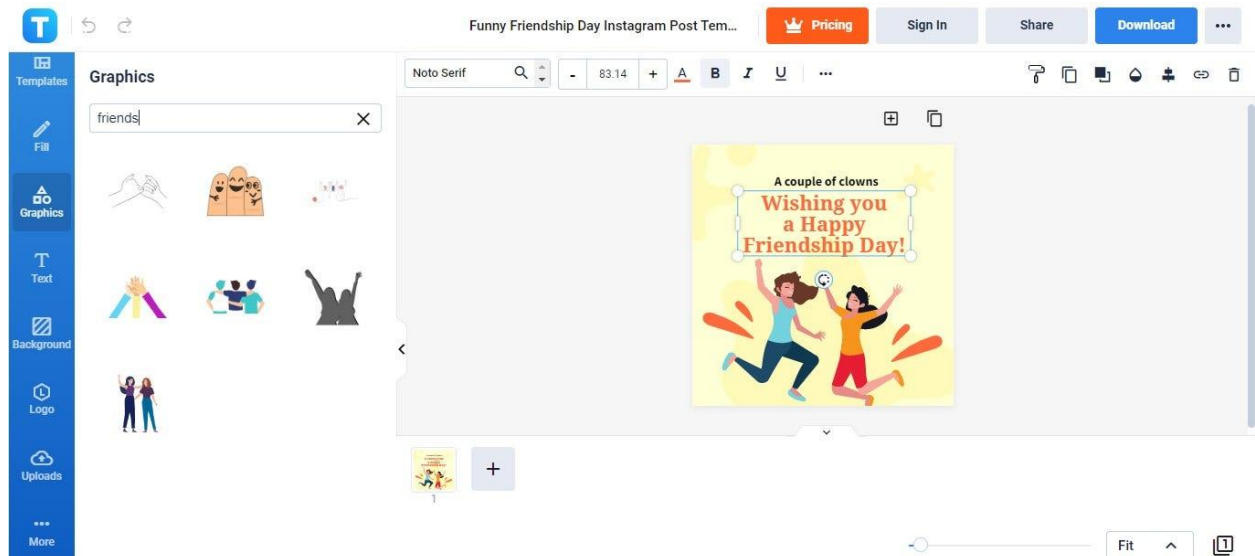 T
Funny Friendship Day Instagram Post Tem...
Pricing
Sign In
Share
Download
Templates
Fill
Graphics
Text
Background
Logo
Uploads
More
Graphics
friends
Noto Serif
- 83.14 +
A B I U
A couple of clowns
Wishing you
a Happy
Friendship Day!
1
Fit
1